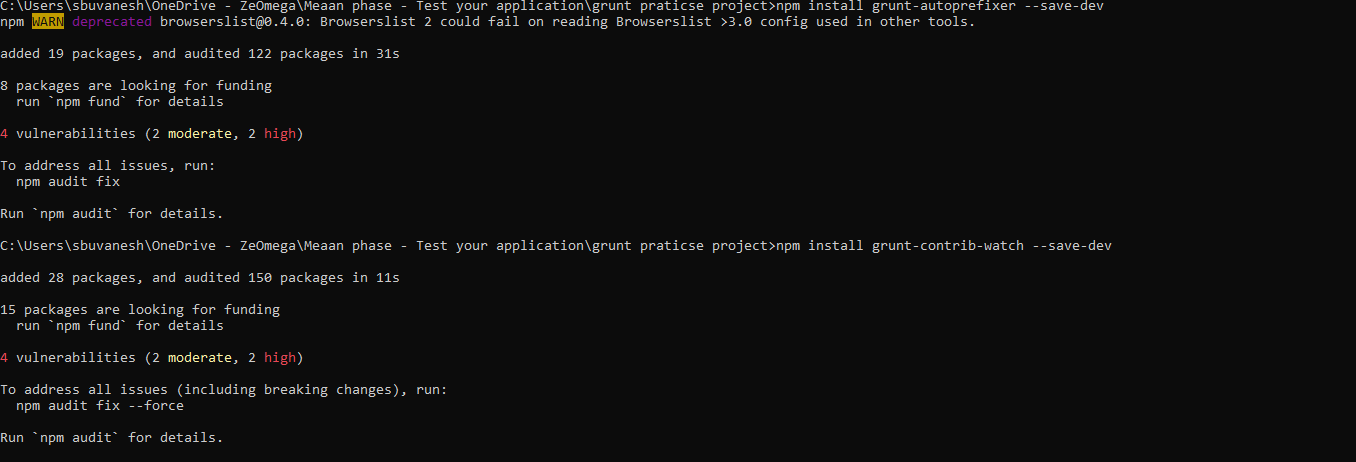 C:\Users\sbuvanesh\OneDrive - ZeOmega\Meaan phase - Test your application\grunt praticse project>npm install grunt-autoprefixer --save-dev
npm WARN deprecated browserslist@0.4.0: Browserslist 2 could fail on reading Browserslist >3.0 config used in other tools.
added 19 packages, and audited 122 packages in 31s
8 packages are looking for funding
  run `npm fund` for details
4 vulnerabilities (2 moderate, 2 high)
To address all issues, run:
  npm audit fix
Run `npm audit` for details.
C:\Users\sbuvanesh\OneDrive - ZeOmega\Meaan phase - Test your application\grunt praticse project>npm install grunt-contrib-watch --save-dev
added 28 packages, and audited 150 packages in 11s
15 packages are looking for funding
  run `npm fund` for details
4 vulnerabilities (2 moderate, 2 high)
To address all issues (including breaking changes), run:
  npm audit fix --force
Run `npm audit` for details.